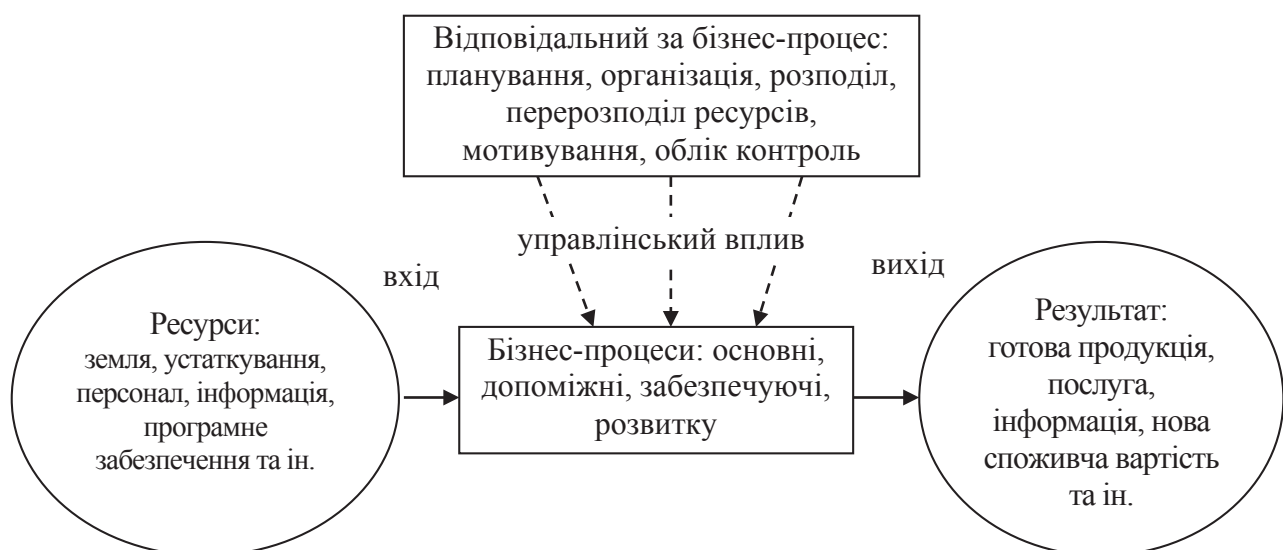 Відповідальний за бізнес-процес:
планування, організація, розподіл,
перерозподіл ресурсів,
мотивування, облік контроль
управлінський вплив
вхід
вихід
Ресурси:
земля, устаткування,
персонал, інформація,
програмне
забезпечення та ін.
Бізнес-процеси: основні,
допоміжні, забезпечуючі,
розвитку
Результат:
готова продукція,
послуга,
інформація, нова
споживча вартість
та ін.